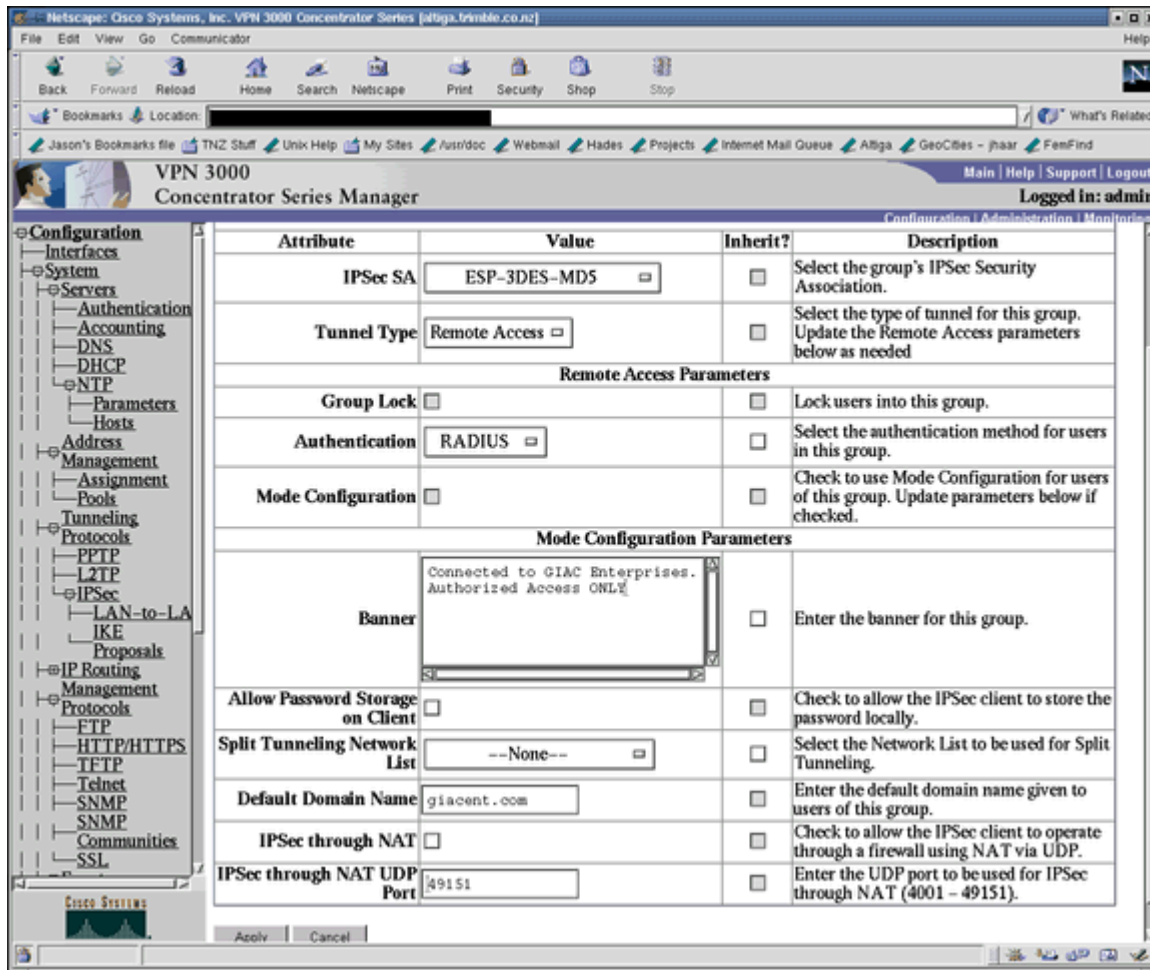 Netscape: Cisco Systems, Inc. VPN 3000 Concentrator Series [altiga.trimble.co.nz]
File Edit View Go Communicator Help
Back Forward Reload Home Search Netscape Print Security Shop Stop
Bookmarks Location: What's Related
Jason's Bookmarks file TNZ Stuff Unix Help My Sites /usr/doc Webmail Hades Projects Internet Mail Queue Altiga GeoCities - jhaar FemFind
VPN 3000
Concentrator Series Manager
Main | Help | Support | Logout
Logged in: admin
Configuration | Administration | Monitoring
Configuration
Interfaces
System
Servers
Authentication
Accounting
DNS
DHCP
NTP
Parameters
Hosts
Address
Management
Assignment
Pools
Tunneling
Protocols
PPTP
L2TP
IPSec
LAN-to-LA
IKE
Proposals
IP Routing
Management
Protocols
FTP
HTTP/HTTPS
TFTP
Telnet
SNMP
SNMP
Communities
SSL
CISCO SYSTEMS
Attribute Value Inherit? Description
IPSec SA ESP-3DES-MD5 Select the group's IPSec Security
Association.
Tunnel Type Remote Access Select the type of tunnel for this group.
Update the Remote Access parameters
below as needed
Remote Access Parameters
Group Lock Lock users into this group.
Authentication RADIUS Select the authentication method for users
in this group.
Mode Configuration Check to use Mode Configuration for users
of this group. Update parameters below if
checked.
Mode Configuration Parameters
Connected to GIAC Enterprises.
Authorized Access ONLY
Banner Enter the banner for this group.
Allow Password Storage
on Client
Check to allow the IPSec client to store the
password locally.
Split Tunneling Network
List
--None--
Select the Network List to be used for Split
Tunneling.
Default Domain Name giacent.com Enter the default domain name given to
users of this group.
IPSec through NAT Check to allow the IPSec client to operate
through a firewall using NAT via UDP.
IPSec through NAT UDP
Port
49151
Enter the UDP port to be used for IPSec
through NAT (4001 - 49151).
Apply Cancel